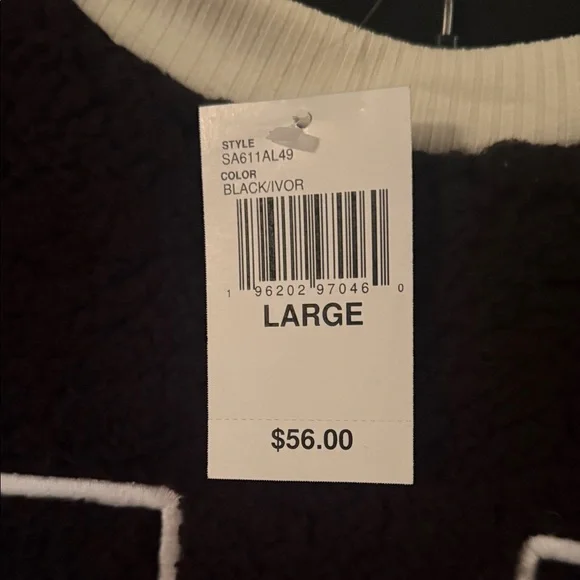 STYLE
SA611AL49
COLOR
BLACK/IVOR
1 96202 97046 0
LARGE
$56.00